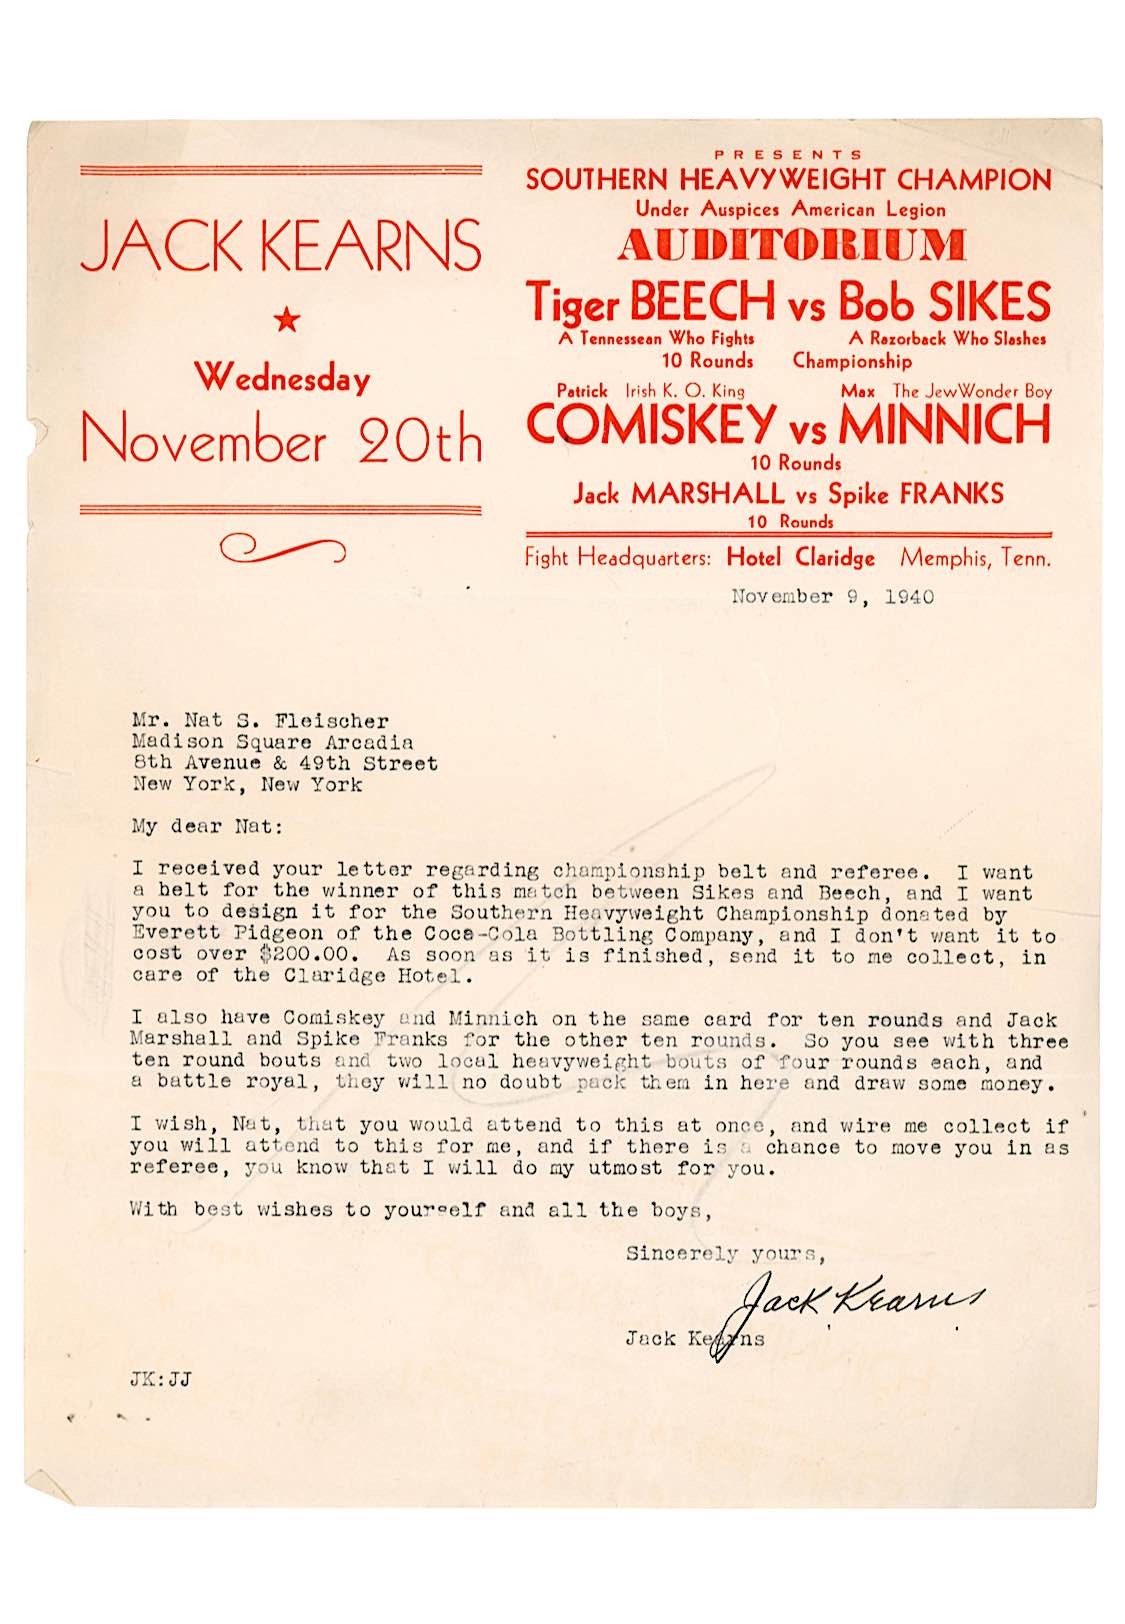 JACK KEARNS
Wednesday
November 20th
PRESENTS
SOUTHERN HEAVYWEIGHT CHAMPION
Under Auspices American Legion
AUDITORIUM
Tiger BEECH vs Bob SIKES
A Tennessean Who Fights A Razorback Who Slashes
10 Rounds Championship
Patrick Irish K. O. King Max The Jew Wonder Boy
COMISKEY vs MINNICH
10 Rounds
Jack MARSHALL vs Spike FRANKS
10 Rounds
Fight Headquarters: Hotel Claridge Memphis, Tenn.
November 9, 1940
Mr. Nat S. Fleischer
Madison Square Arcadia
8th Avenue & 49th Street
New York, New York
My dear Nat:
I received your letter regarding championship belt and referee. I want
a belt for the winner of this match between Sikes and Beech, and I want
you to design it for the Southern Heavyweight Championship donated by
Everett Pidgeon of the Coca-Cola Bottling Company, and I don't want it to
cost over $200.00. As soon as it is finished, send it to me collect, in
care of the Claridge Hotel.
I also have Comiskey and Minnich on the same card for ten rounds and Jack
Marshall and Spike Franks for the other ten rounds. So you see with three
ten round bouts and two local heavyweight bouts of four rounds each, and
a battle royal, they will no doubt pack them in here and draw some money.
I wish, Nat, that you would attend to this at once, and wire me collect if
you will attend to this for me, and if there is a chance to move you in as
referee, you know that I will do my utmost for you.
With best wishes to yourself and all the boys,
Sincerely yours,
Jack Kearns
Jack Kearns
JK:JJ